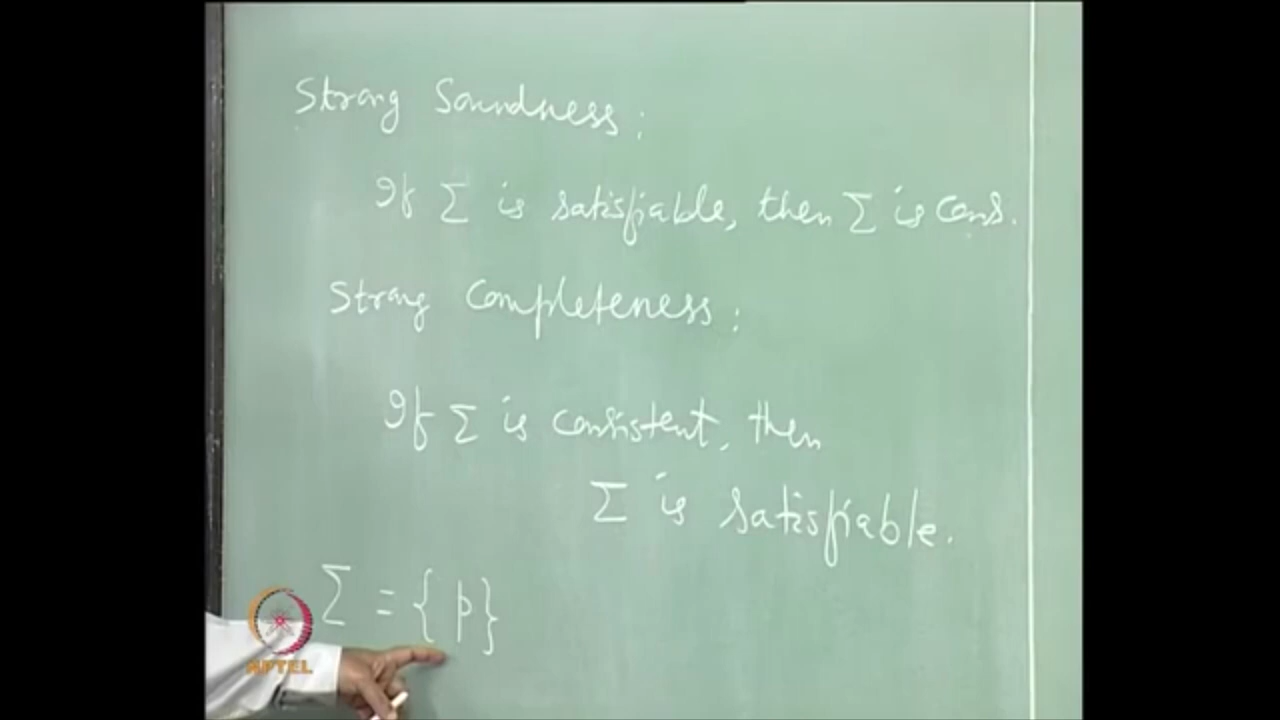 Strong Soundness:
If Σ is satisfiable, then Σ is cons.
Strong Completeness:
If Σ is consistent, then
Σ is satisfiable.
Σ = { p }
NPTEL